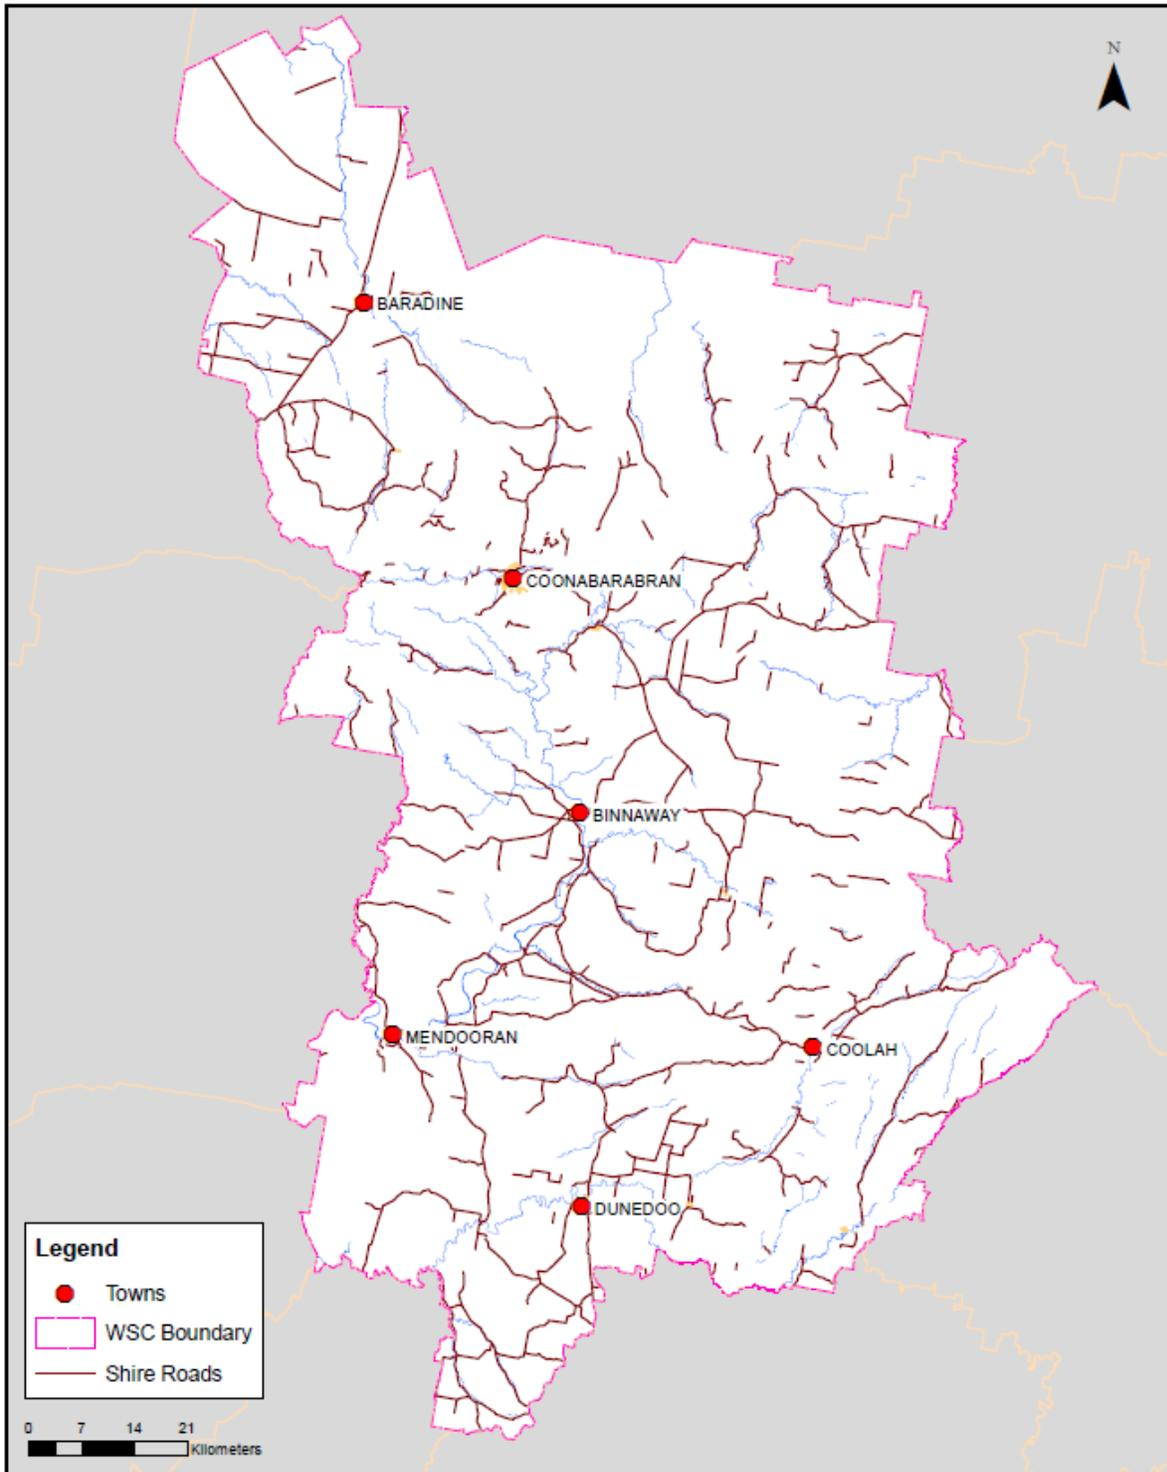 N
BARADINE
COONABARABRAN
BINNAWAY
MENDOORAN
COOLAH
DUNEDOO
Legend
Towns
WSC Boundary
Shire Roads
0 7 14 21
Kilometers